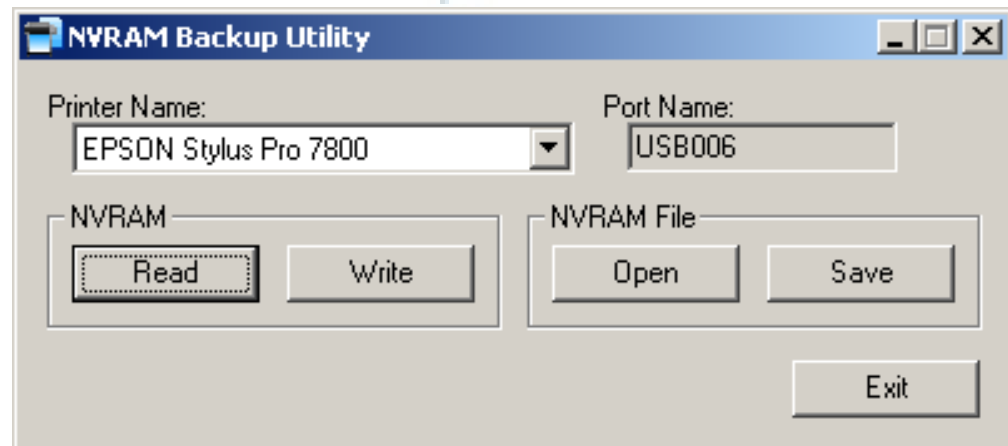 NVRAM Backup Utility
Printer Name:
Port Name:
EPSON Stylus Pro 7800
USB006
NVRAM
NVRAM File
Read
Write
Open
Save
Exit